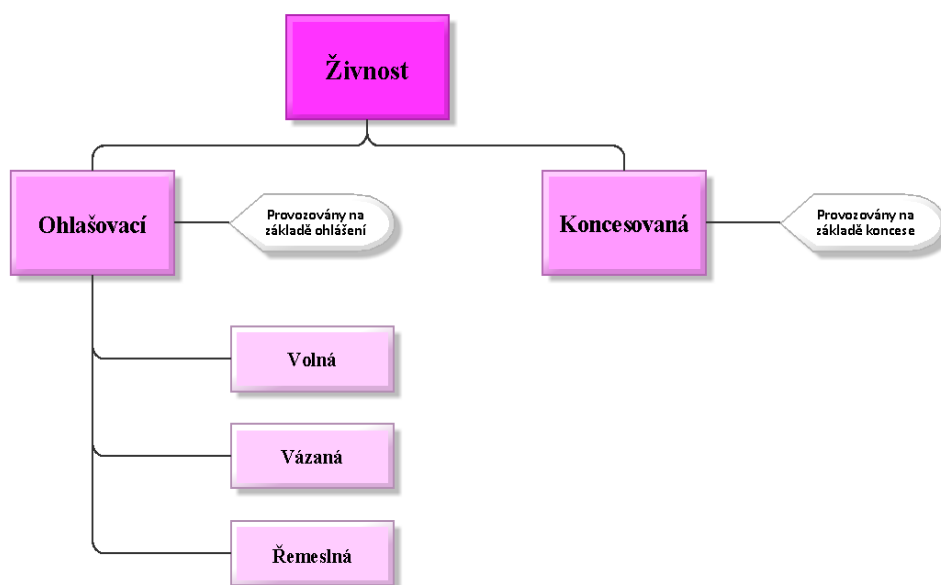 Živnost
Ohlašovací
Provozovány na
základě ohlášení
Koncesovaná
Provozovány na
základě koncese
Volná
Vázaná
Řemeslná